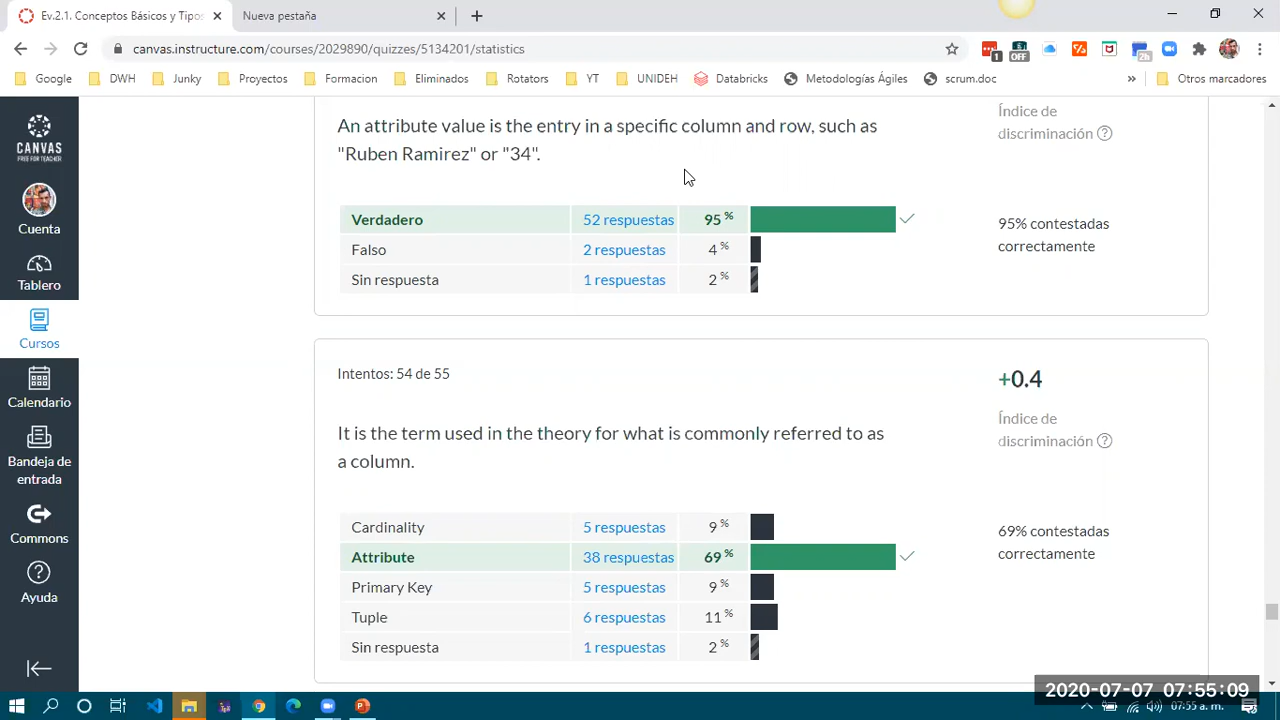 Ev.2.1. Conceptos Básicos y Tipo
Nueva pestaña
canvas.instructure.com/courses/2029890/quizzes/5134201/statistics
1
OFF
2h
Google
DWH
Junky
Proyectos
Formacion
Eliminados
Rotators
YT
UNIDEH
Databricks
Metodologías Ágiles
scrum.doc
»
Otros marcadores
CANVAS
FREE FOR TEACHER
Cuenta
Tablero
Cursos
Calendario
Bandeja de
entrada
Commons
Ayuda
An attribute value is the entry in a specific column and row, such as
"Ruben Ramirez" or "34".
Índice de
discriminación ?
Verdadero 52 respuestas 95 %
Falso 2 respuestas 4 %
Sin respuesta 1 respuestas 2 %
95% contestadas
correctamente
Intentos: 54 de 55
+0.4
Índice de
discriminación ?
It is the term used in the theory for what is commonly referred to as
a column.
Cardinality 5 respuestas 9 %
Attribute 38 respuestas 69 %
Primary Key 5 respuestas 9 %
Tuple 6 respuestas 11 %
Sin respuesta 1 respuestas 2 %
69% contestadas
correctamente
2020-07-07 07:55:09
07:55 a. m.